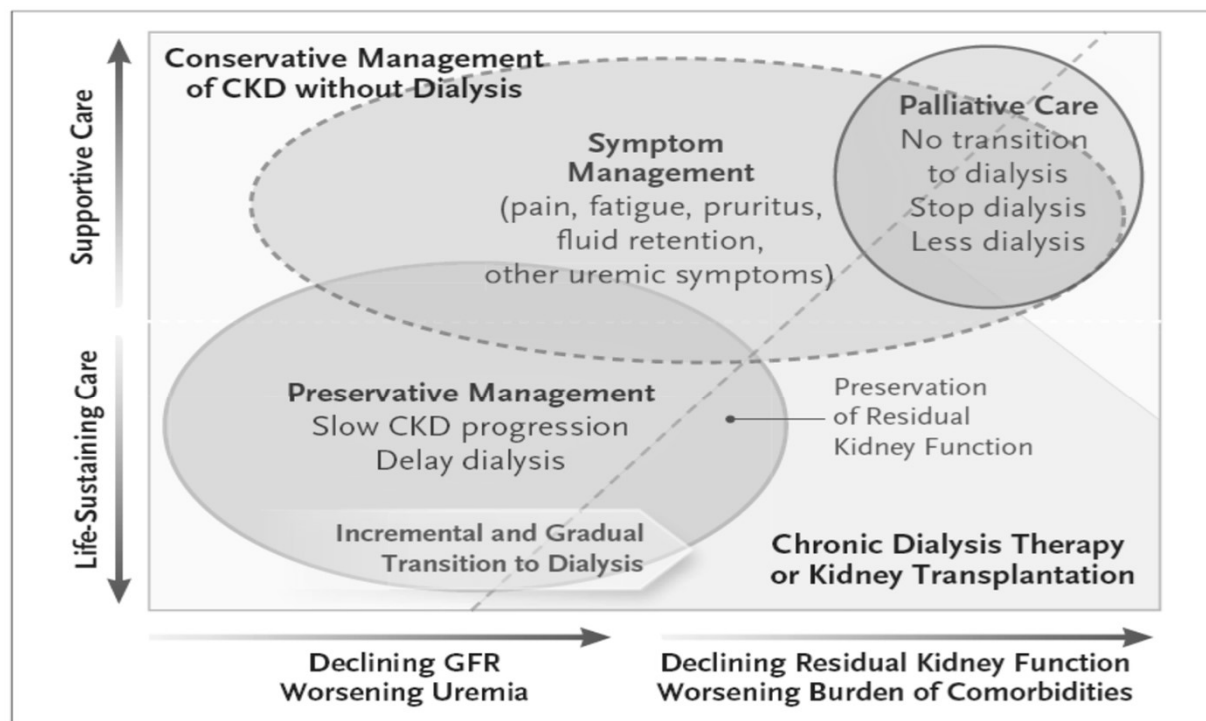 Conservative Management
of CKD without Dialysis
Palliative Care
No transition
to dialysis
Stop dialysis
Less dialysis
Symptom
Management
(pain, fatigue, pruritus,
fluid retention,
other uremic symptoms)
Supportive Care
Life-Sustaining Care
Preservative Management
Slow CKD progression
Delay dialysis
Preservation
of Residual
Kidney Function
Incremental and Gradual
Transition to Dialysis
Chronic Dialysis Therapy
or Kidney Transplantation
Declining GFR
Worsening Uremia
Declining Residual Kidney Function
Worsening Burden of Comorbidities